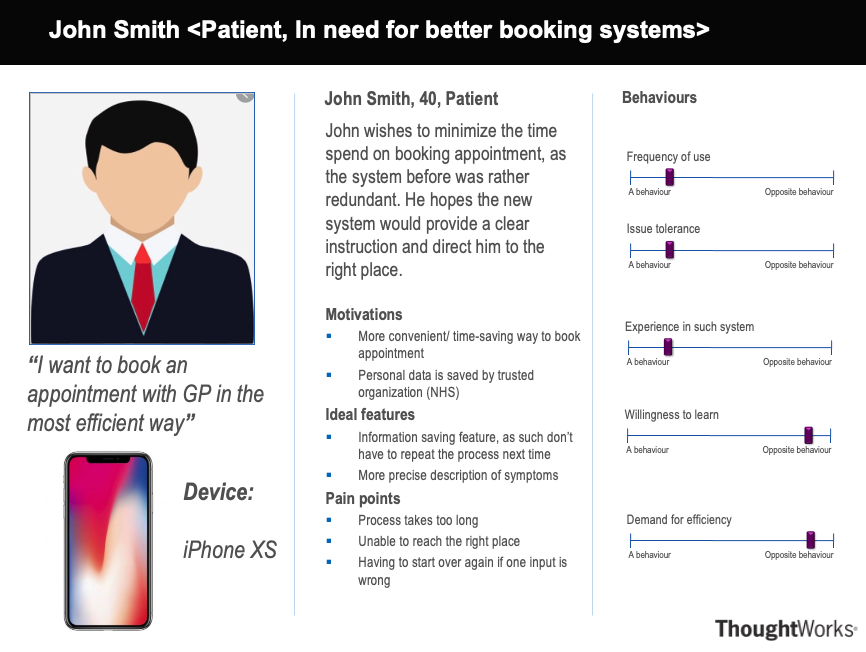 John Smith <Patient, In need for better booking systems>
“I want to book an
appointment with GP in the
most efficient way”
Device:
iPhone XS
John Smith, 40, Patient
John wishes to minimize the time
spend on booking appointment, as
the system before was rather
redundant. He hopes the new
system would provide a clear
instruction and direct him to the
right place.
Motivations
More convenient/ time-saving way to book
appointment
Personal data is saved by trusted
organization (NHS)
Ideal features
Information saving feature, as such don’t
have to repeat the process next time
More precise description of symptoms
Pain points
Process takes too long
Unable to reach the right place
Having to start over again if one input is
wrong
Behaviours
Frequency of use
A behaviour Opposite behaviour
Issue tolerance
A behaviour Opposite behaviour
Experience in such system
A behaviour Opposite behaviour
Willingness to learn
A behaviour Opposite behaviour
Demand for efficiency
A behaviour Opposite behaviour
ThoughtWorks®